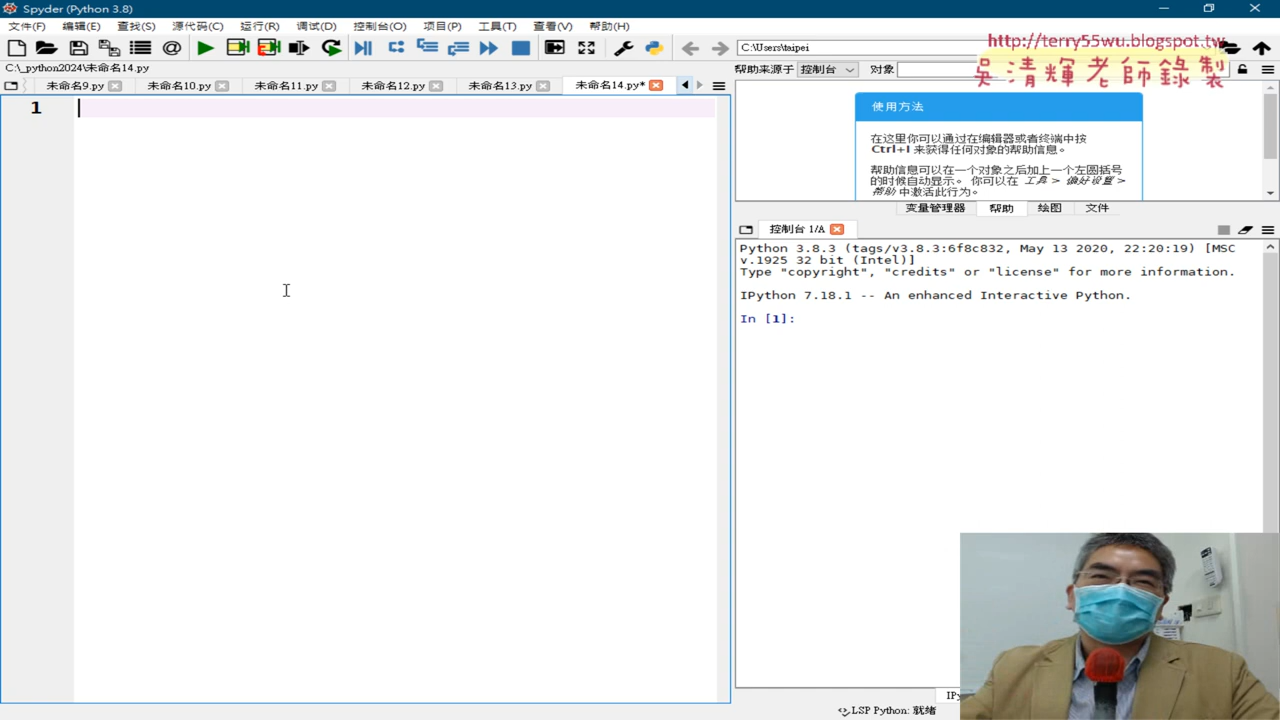 Spyder (Python 3.8)
文件(F) 编辑(E) 查找(S) 源代码(C) 运行(R) 调试(D) 控制台(O) 项目(P) 工具(T) 查看(V) 帮助(H)
C:\Users\taipei
http://terry55wu.blogspot.tw
吳清輝老師錄製
C:\_python2024\未命名14.py
帮助来源于 控制台 对象
未命名9.py 未命名10.py 未命名11.py 未命名12.py 未命名13.py 未命名14.py*
1
使用方法
在这里你可以通过在编辑器或者终端中按
Ctrl+I 来获得任何对象的帮助信息。
帮助信息可以在一个对象之后加上一个左圆括号
的时候自动显示。 你可以在 工具 > 偏好设置 >
帮助 中激活此行为。
变量管理器 帮助 绘图 文件
控制台 1/A
Python 3.8.3 (tags/v3.8.3:6f8c832, May 13 2020, 22:20:19) [MSC
v.1925 32 bit (Intel)]
Type "copyright", "credits" or "license" for more information.
IPython 7.18.1 -- An enhanced Interactive Python.
In [1]:
LSP Python: 就绪